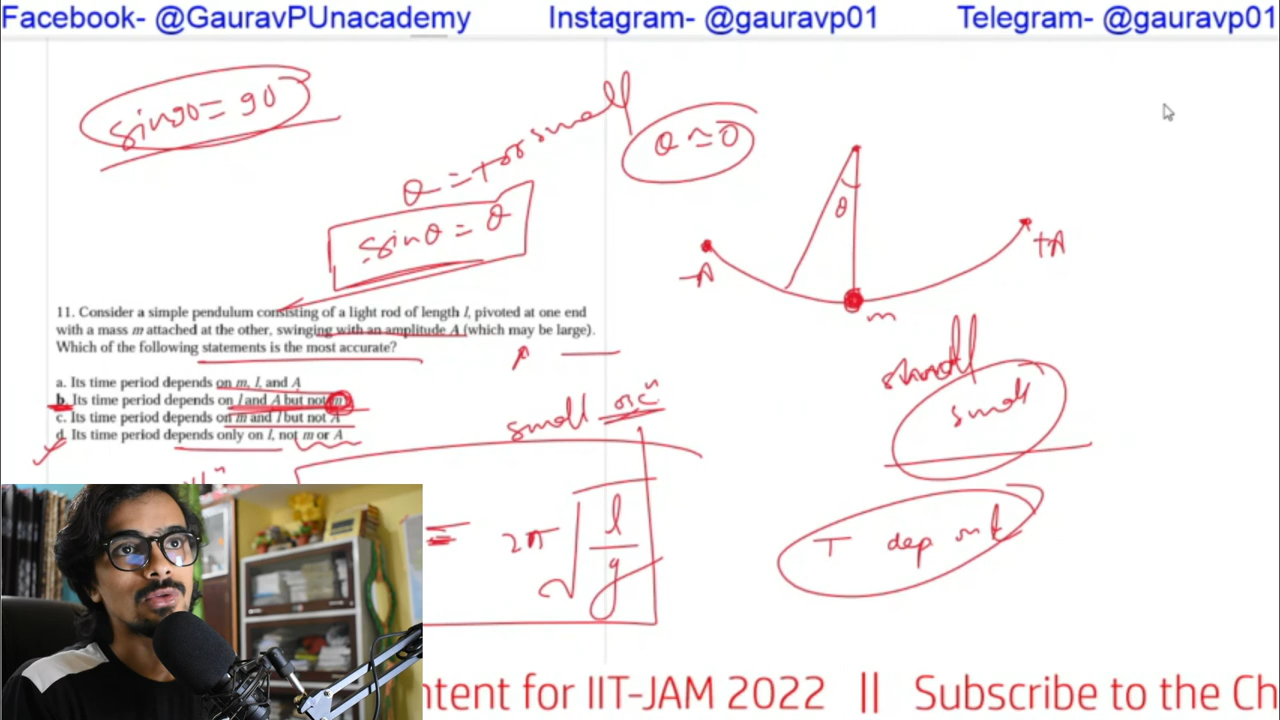 Facebook- @GauravPUnacademy Instagram- @gauravp01 Telegram- @gauravp01
sin90 = 90
θ = +or small
θ ≃ 0
sinθ = θ
θ
-A
+A
m
11. Consider a simple pendulum consisting of a light rod of length l, pivoted at one end
with a mass m attached at the other, swinging with an amplitude A (which may be large).
Which of the following statements is the most accurate?
a. Its time period depends on m, l, and A
b. Its time period depends on l and A but not m
c. Its time period depends on m and l but not A
d. Its time period depends only on l, not m or A
small oscⁿ
small
small
= 2π √ l/g
T dep
ntent for IIT-JAM 2022 || Subscribe to the Ch